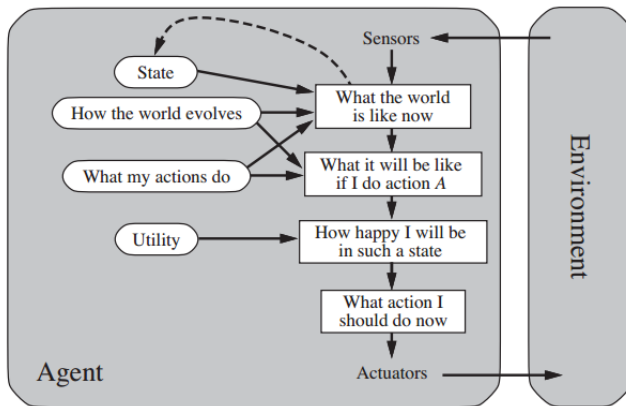 Sensors
State
What the world
is like now
How the world evolves
What it will be like
if I do action A
What my actions do
Utility
How happy I will be
in such a state
What action I
should do now
Agent
Actuators
Environment